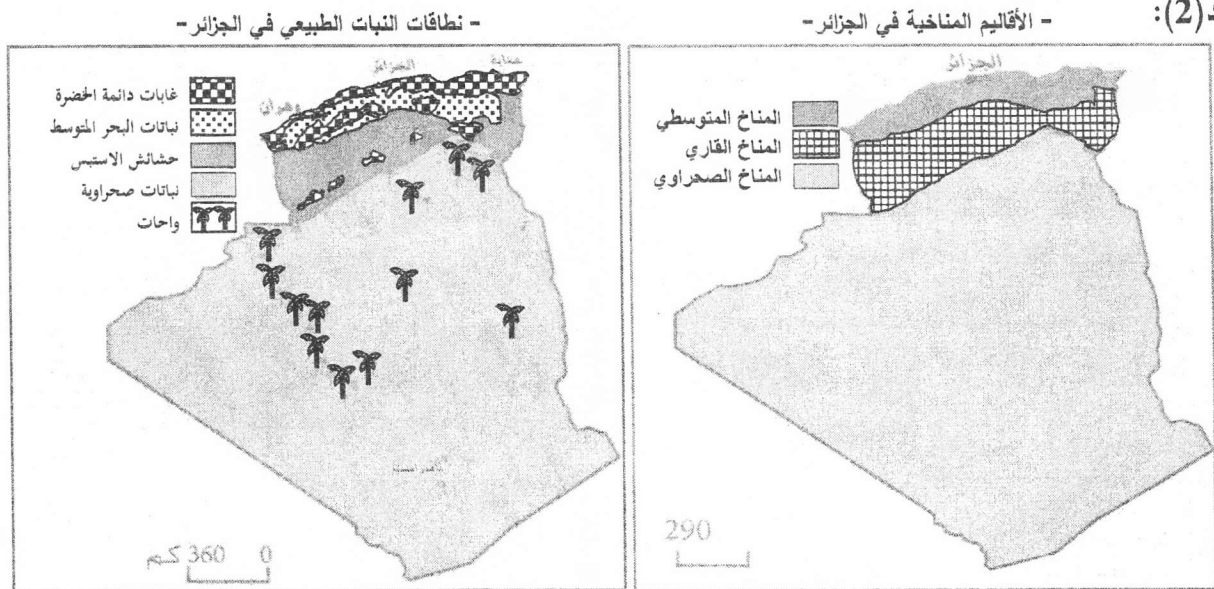 (2):
- الأقاليم المناخية في الجزائر-
الجزائر
المناخ المتوسطي
المناخ القاري
المناخ الصحراوي
290
- نطاقات النبات الطبيعي في الجزائر-
عنابة
الجزائر
وهران
غابات دائمة الخضرة
نباتات البحر المتوسط
حشائش الاستبس
نباتات صحراوية
واحات
0 360 كم